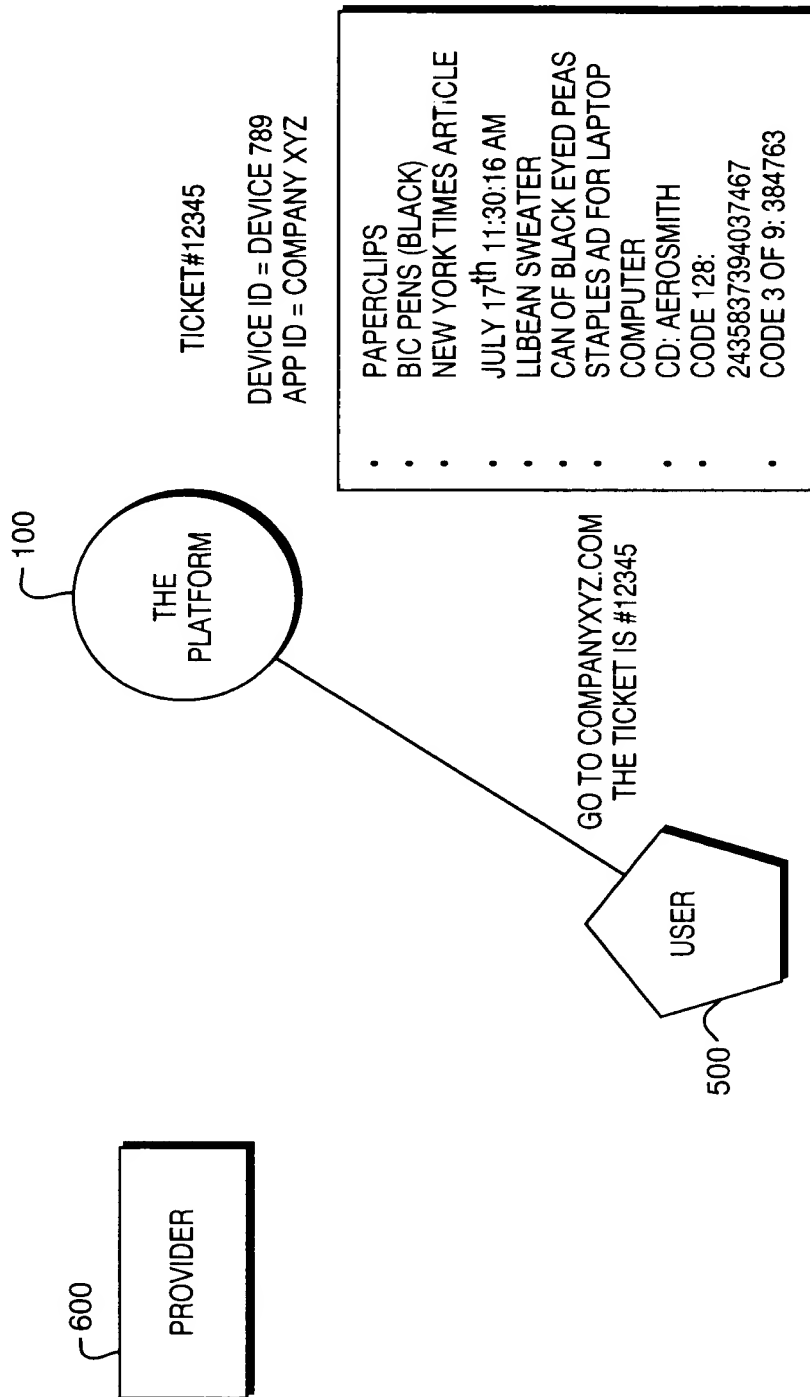 600
PROVIDER
100
THE
PLATFORM
TICKET#12345
DEVICE ID = DEVICE 789
APP ID = COMPANY XYZ
500
USER
GO TO COMPANYXYZ.COM
THE TICKET IS #12345
• PAPERCLIPS
• BIC PENS (BLACK)
• NEW YORK TIMES ARTICLE
• JULY 17th 11:30:16 AM
• LLBEAN SWEATER
• CAN OF BLACK EYED PEAS
• STAPLES AD FOR LAPTOP
COMPUTER
• CD: AEROSMITH
• CODE 128:
2435837394037467
• CODE 3 OF 9: 384763